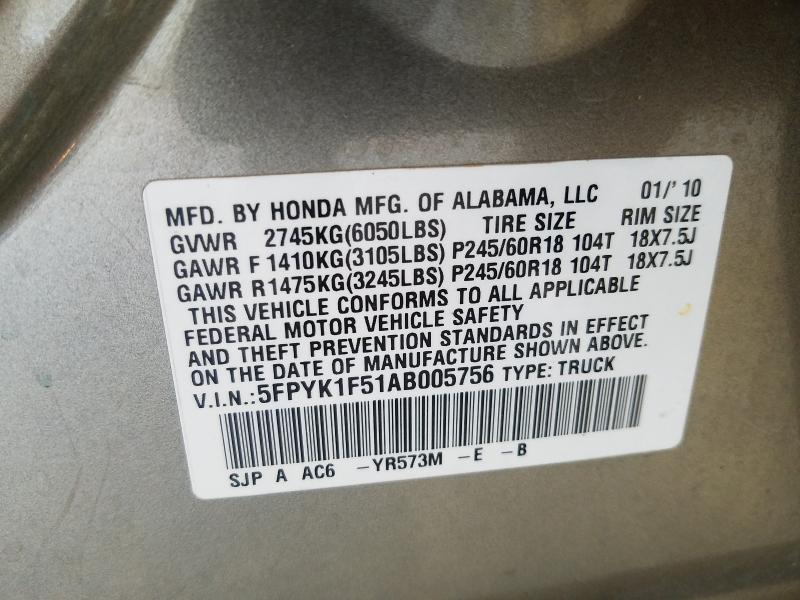 MFD. BY HONDA MFG. OF ALABAMA, LLC 01/'10
GVWR 2745KG(6050LBS) TIRE SIZE RIM SIZE
GAWR F 1410KG(3105LBS) P245/60R18 104T 18X7.5J
GAWR R1475KG(3245LBS) P245/60R18 104T 18X7.5J
THIS VEHICLE CONFORMS TO ALL APPLICABLE
FEDERAL MOTOR VEHICLE SAFETY
AND THEFT PREVENTION STANDARDS IN EFFECT
ON THE DATE OF MANUFACTURE SHOWN ABOVE.
V.I.N.:5FPYK1F51AB005756 TYPE: TRUCK
SJP A AC6 -YR573M -E -B